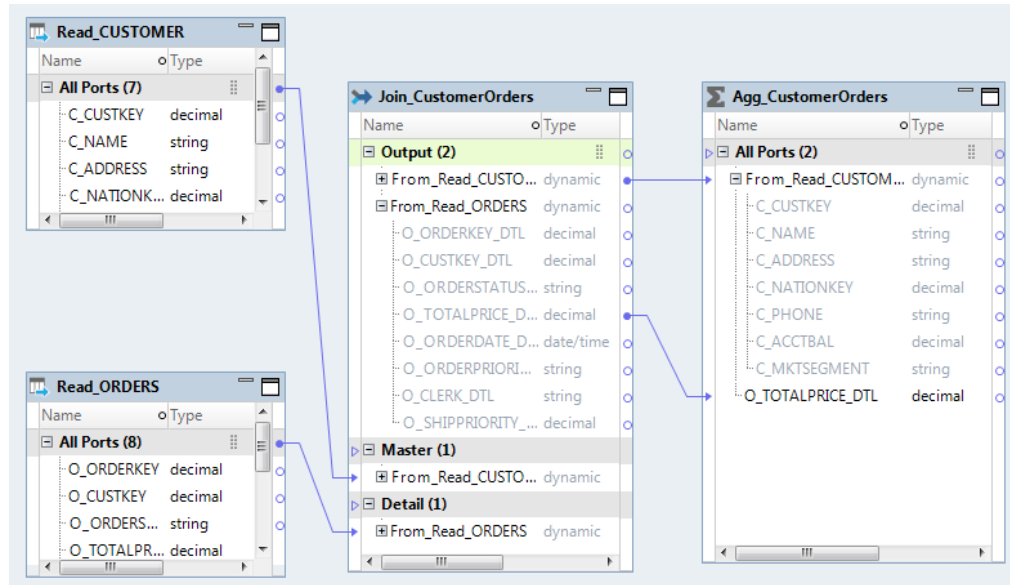 Read_CUSTOMER
Name Type
All Ports (7)
C_CUSTKEY decimal
C_NAME string
C_ADDRESS string
C_NATIONK... decimal
Read_ORDERS
Name Type
All Ports (8)
O_ORDERKEY decimal
O_CUSTKEY decimal
O_ORDERS... string
O_TOTALPR... decimal
Join_CustomerOrders
Name Type
Output (2)
From_Read_CUSTO... dynamic
From_Read_ORDERS dynamic
O_ORDERKEY_DTL decimal
O_CUSTKEY_DTL decimal
O_ORDERSTATUS... string
O_TOTALPRICE_D... decimal
O_ORDERDATE_D... date/time
O_ORDERPRIORI... string
O_CLERK_DTL string
O_SHIPPRIORITY_... decimal
Master (1)
From_Read_CUSTO... dynamic
Detail (1)
From_Read_ORDERS dynamic
Agg_CustomerOrders
Name Type
All Ports (2)
From_Read_CUSTOM... dynamic
C_CUSTKEY decimal
C_NAME string
C_ADDRESS string
C_NATIONKEY decimal
C_PHONE string
C_ACCTBAL decimal
C_MKTSEGMENT string
O_TOTALPRICE_DTL decimal